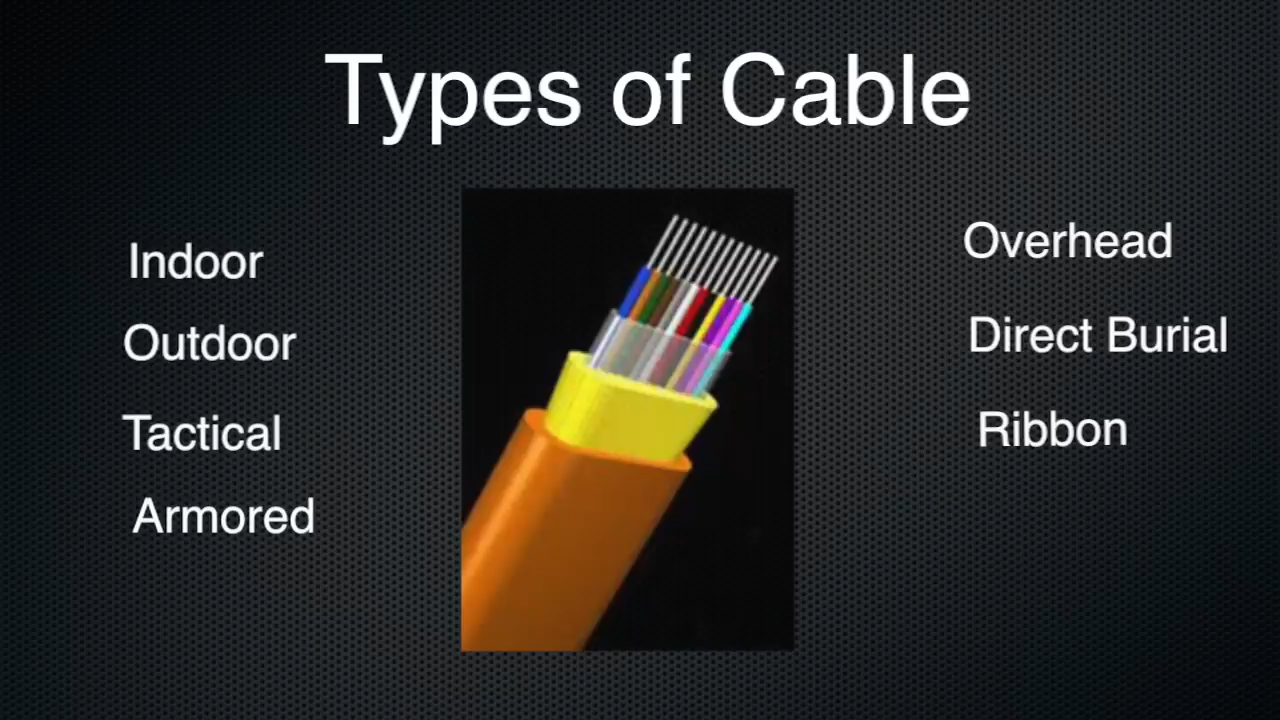 Types of Cable
Indoor
Outdoor
Tactical
Armored
Overhead
Direct Burial
Ribbon